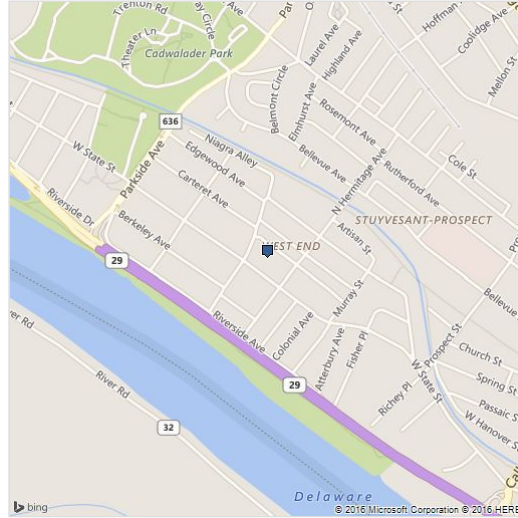 Trenton Rd
Theater Ln
Cadwalader Park
Laurel Ave
Highland Ave
Hoffman
Coolidge Ave
Mellon St
Belmont Circle
Elmhurst Ave
Rosemont Ave
636
Niagra Alley
Bellevue Ave
Rutherford Ave
Cole St
W State St
Parkside Ave
Edgewood Ave
Carteret Ave
N Hermitage Ave
STUYVESANT-PROSPECT
Riverside Dr
Berkeley Ave
WEST END
Artisan St
29
Murray St
Bellevue
Riverside Ave
Colonial Ave
Atterbury Ave
Fisher Pl
W State St
Prospect St
Church St
Spring St
Passaic St
W Hanover St
River Rd
River Rd
29
Richey Pl
32
Delaware
bing
© 2016 Microsoft Corporation © 2016 HERE